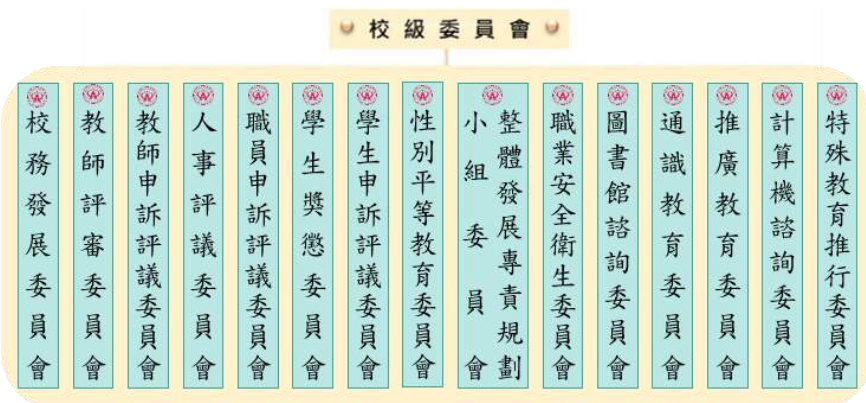 校級委員會
校務發展委員會
教師評審委員會
教師申訴評議委員會
人事評議委員會
職員申訴評議委員會
學生獎懲委員會
學生申訴評議委員會
性別平等教育委員會
整體發展專責規劃
小組委員會
職業安全衛生委員會
圖書館諮詢委員會
通識教育委員會
推廣教育委員會
計算機諮詢委員會
特殊教育推行委員會